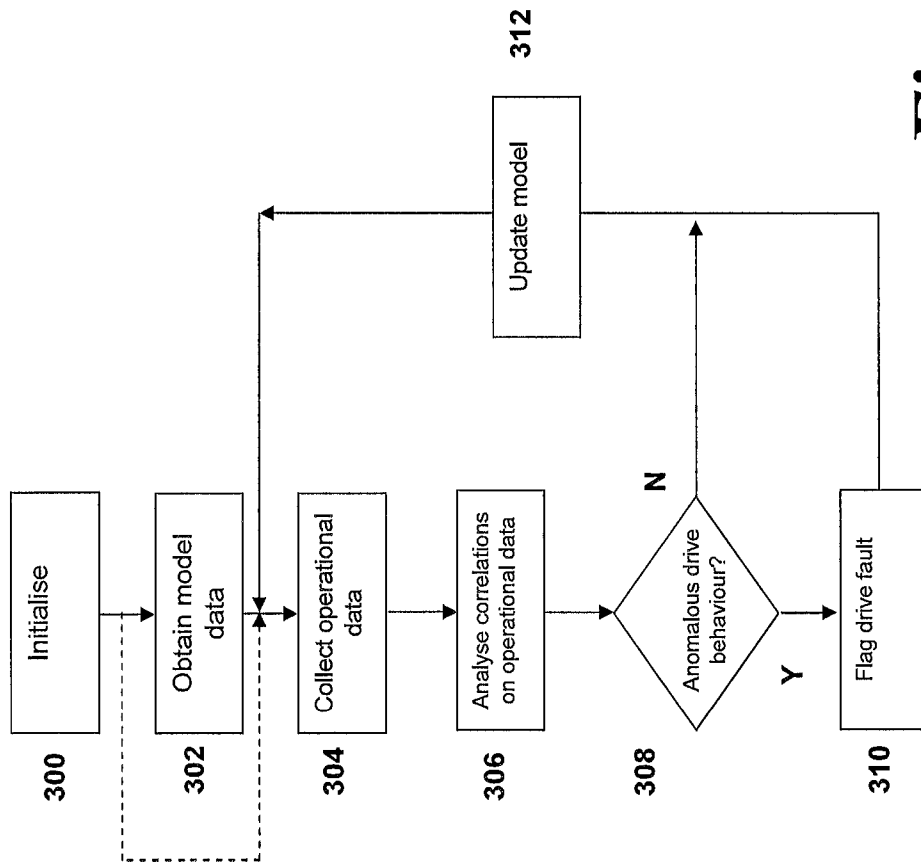 300
Initialise
302
Obtain model
data
304
Collect operational
data
306
Analyse correlations
on operational data
308
Anomalous drive
behaviour?
N
Y
310
Flag drive fault
Update model
312